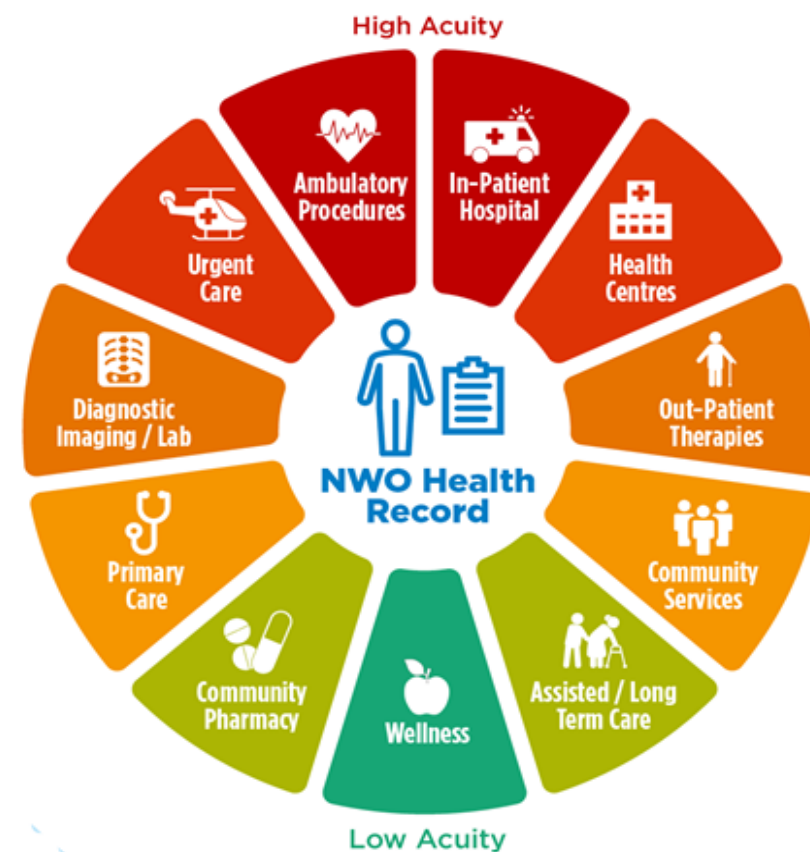 High Acuity
Ambulatory
Procedures
In-Patient
Hospital
Urgent
Care
Health
Centres
Diagnostic
Imaging / Lab
Out-Patient
Therapies
NWO Health
Record
Primary
Care
Community
Services
Community
Pharmacy
Assisted / Long
Term Care
Wellness
Low Acuity